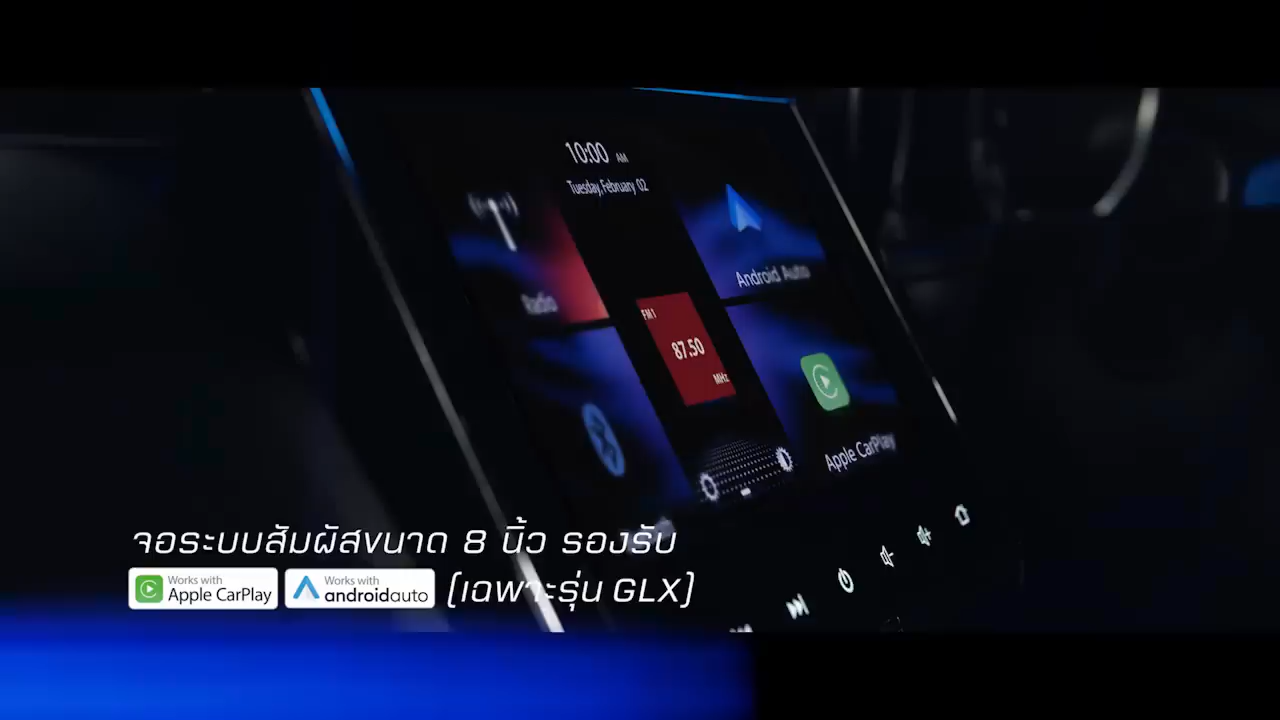 10:00 AM
Tuesday, February 02
Radio
Android Auto
FM1
87.50
MHz
Apple CarPlay
จอระบบสัมผัสขนาด 8 นิ้ว รองรับ
Works with
Apple CarPlay
Works with
androidauto
(เฉพาะรุ่น GLX)